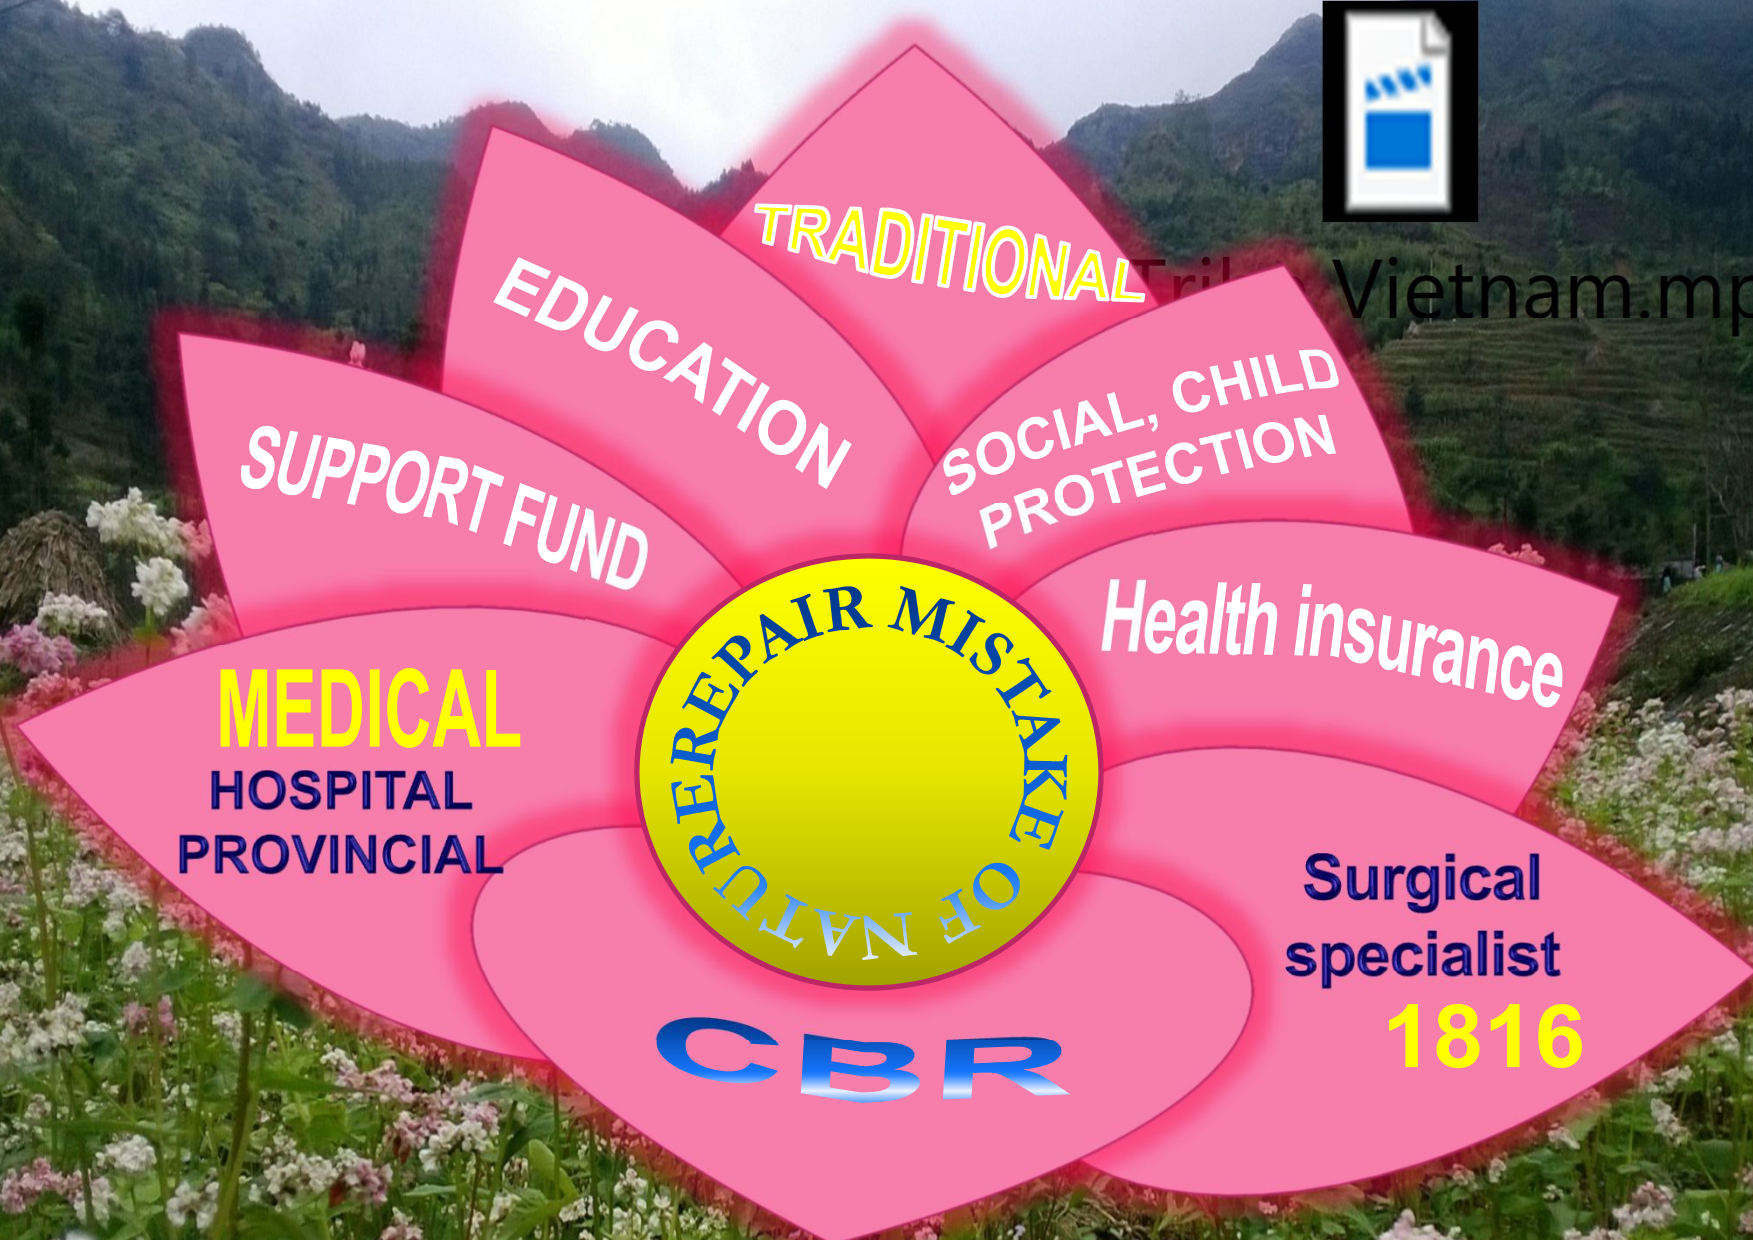 TRADITIONAL
Vietnam.mp
EDUCATION
SOCIAL, CHILD
PROTECTION
SUPPORT FUND
Health insurance
REPAIR MISTAKE OF NATURE
MEDICAL
HOSPITAL
PROVINCIAL
Surgical
specialist
1816
CBR